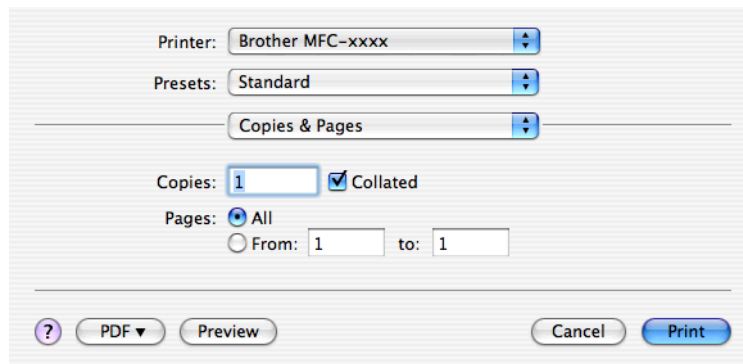 Printer: Brother MFC-xxxx
Presets: Standard
Copies & Pages
Copies: 1 Collated
Pages: All
From: 1 to: 1
? PDF▼ Preview Cancel Print